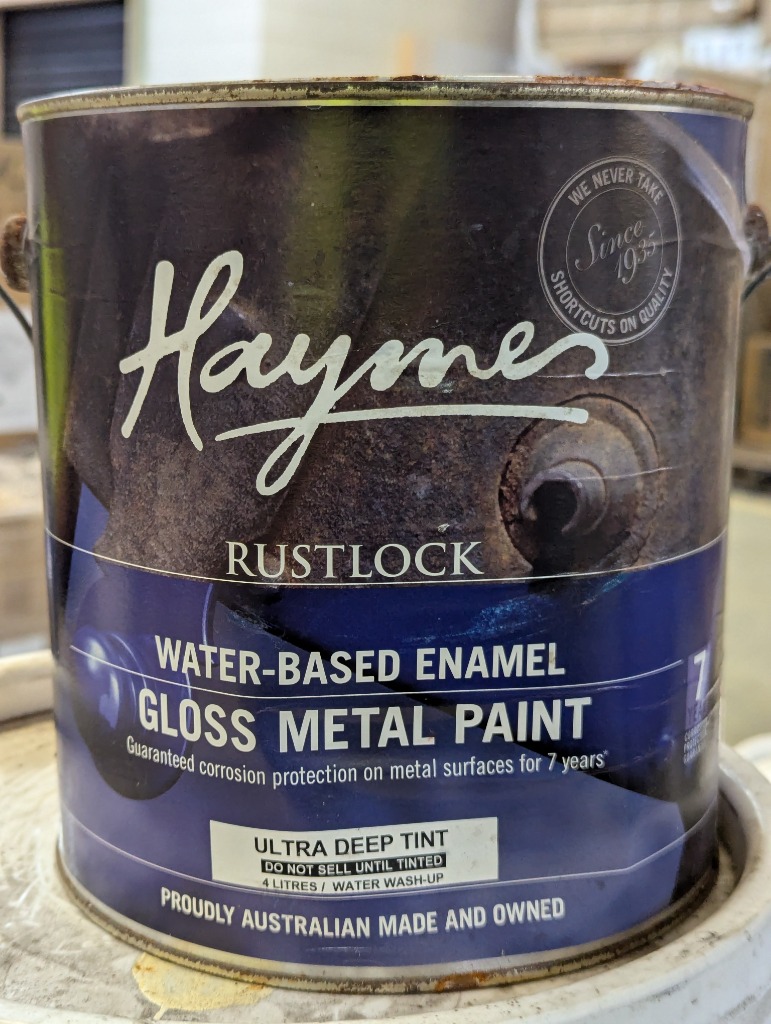 WE NEVER TAKE
Since
1935
SHORTCUTS ON QUALITY
Haymes
RUSTLOCK
WATER-BASED ENAMEL
GLOSS METAL PAINT
Guaranteed corrosion protection on metal surfaces for 7 years*
7
ULTRA DEEP TINT
DO NOT SELL UNTIL TINTED
4 LITRES / WATER WASH-UP
PROUDLY AUSTRALIAN MADE AND OWNED